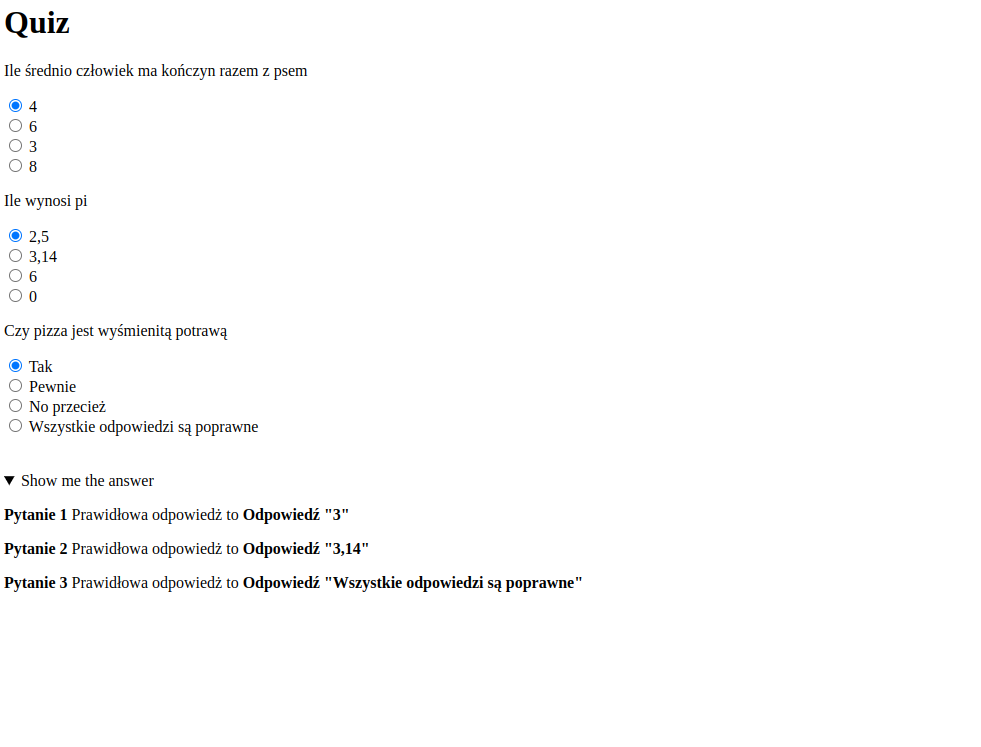 Quiz
Ile średnio człowiek ma kończyn razem z psem
4
6
3
8
Ile wynosi pi
2,5
3,14
6
0
Czy pizza jest wyśmienitą potrawą
Tak
Pewnie
No przecież
Wszystkie odpowiedzi są poprawne
Show me the answer
Pytanie 1 Prawidłowa odpowiedż to Odpowiedź "3"
Pytanie 2 Prawidłowa odpowiedż to Odpowiedź "3,14"
Pytanie 3 Prawidłowa odpowiedż to Odpowiedź "Wszystkie odpowiedzi są poprawne"